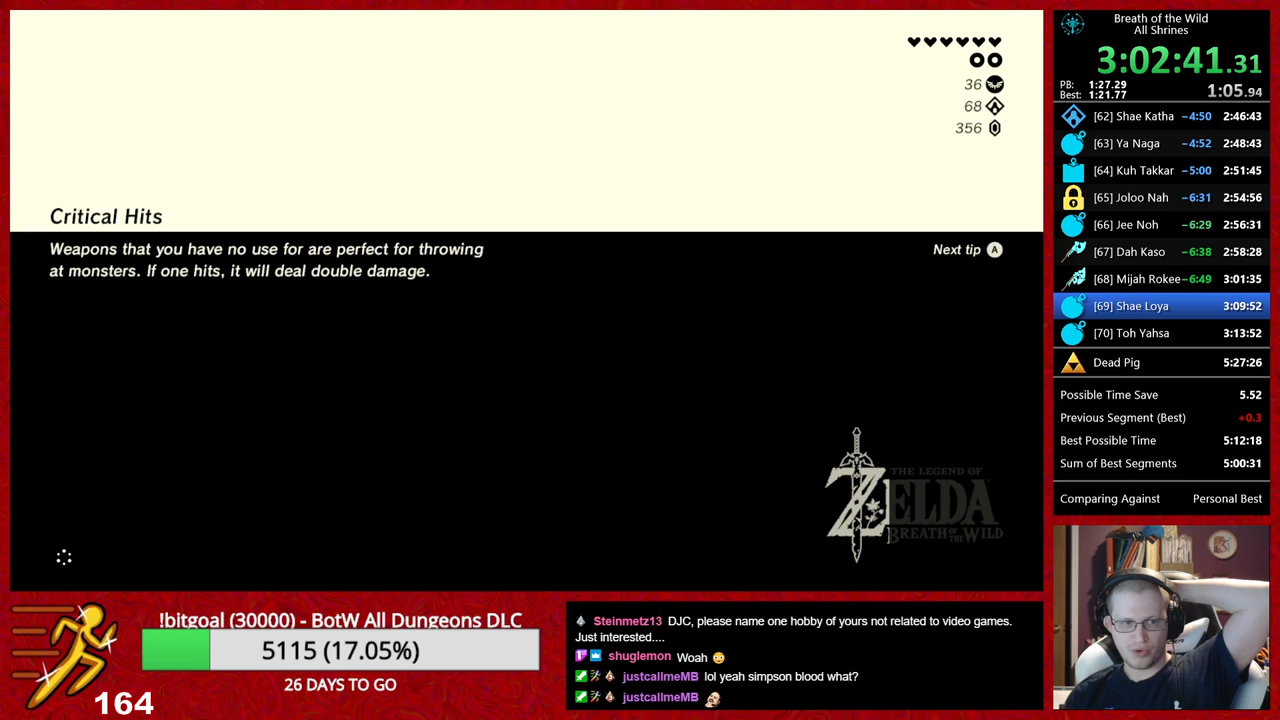 36
68
356
Critical Hits
Weapons that you have no use for are perfect for throwing
at monsters. If one hits, it will deal double damage.
Next tip A
THE LEGEND OF
ZELDA
BREATH OF THE WILD
Breath of the Wild
All Shrines
3:02:41.31
PB: 1:27.29
Best: 1:21.77
1:05.94
[62] Shae Katha -4:50 2:46:43
[63] Ya Naga -4:52 2:48:43
[64] Kuh Takkar -5:00 2:51:45
[65] Joloo Nah -6:31 2:54:56
[66] Jee Noh -6:29 2:56:31
[67] Dah Kaso -6:38 2:58:28
[68] Mijah Rokee -6:49 3:01:35
[69] Shae Loya 3:09:52
[70] Toh Yahsa 3:13:52
Dead Pig 5:27:26
Possible Time Save 5.52
Previous Segment (Best) +0.3
Best Possible Time 5:12:18
Sum of Best Segments 5:00:31
Comparing Against Personal Best
!bitgoal (30000) - BotW All Dungeons DLC
5115 (17.05%)
26 DAYS TO GO
164
Steinmetz13 DJC, please name one hobby of yours not related to video games.
Just interested....
shuglemon Woah
justcallmeMB lol yeah simpson blood what?
justcallmeMB